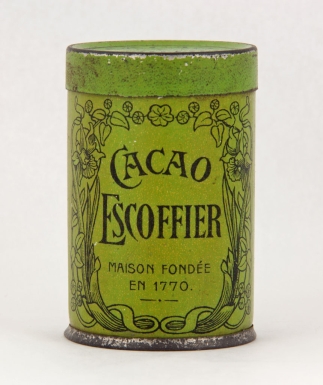 CACAO
ESCOFFIER
MAISON FONDÉE
EN 1770.